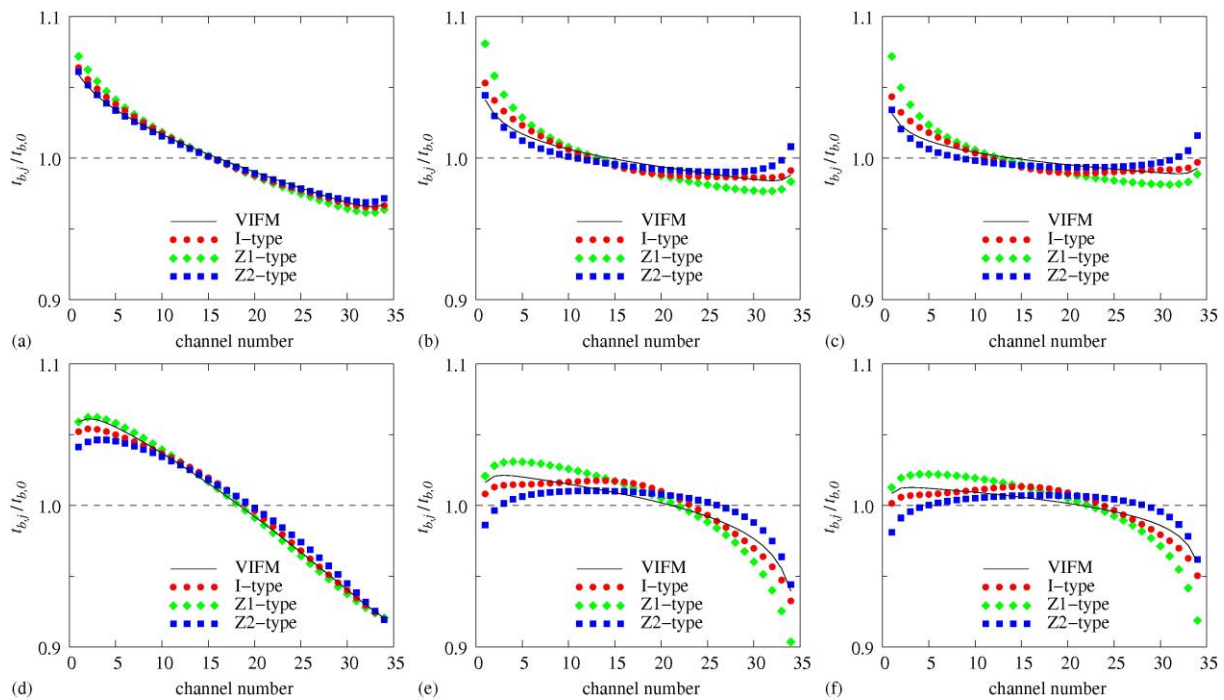 1.1
1.0
0.9
t_{b,j}/t_{b,0}
VIFM
I-type
Z1-type
Z2-type
0 5 10 15 20 25 30 35
(a) channel number
1.1
1.0
0.9
t_{b,j}/t_{b,0}
VIFM
I-type
Z1-type
Z2-type
0 5 10 15 20 25 30 35
(b) channel number
1.1
1.0
0.9
t_{b,j}/t_{b,0}
VIFM
I-type
Z1-type
Z2-type
0 5 10 15 20 25 30 35
(c) channel number
1.1
1.0
0.9
t_{b,j}/t_{b,0}
VIFM
I-type
Z1-type
Z2-type
0 5 10 15 20 25 30 35
(d) channel number
1.1
1.0
0.9
t_{b,j}/t_{b,0}
VIFM
I-type
Z1-type
Z2-type
0 5 10 15 20 25 30 35
(e) channel number
1.1
1.0
0.9
t_{b,j}/t_{b,0}
VIFM
I-type
Z1-type
Z2-type
0 5 10 15 20 25 30 35
(f) channel number